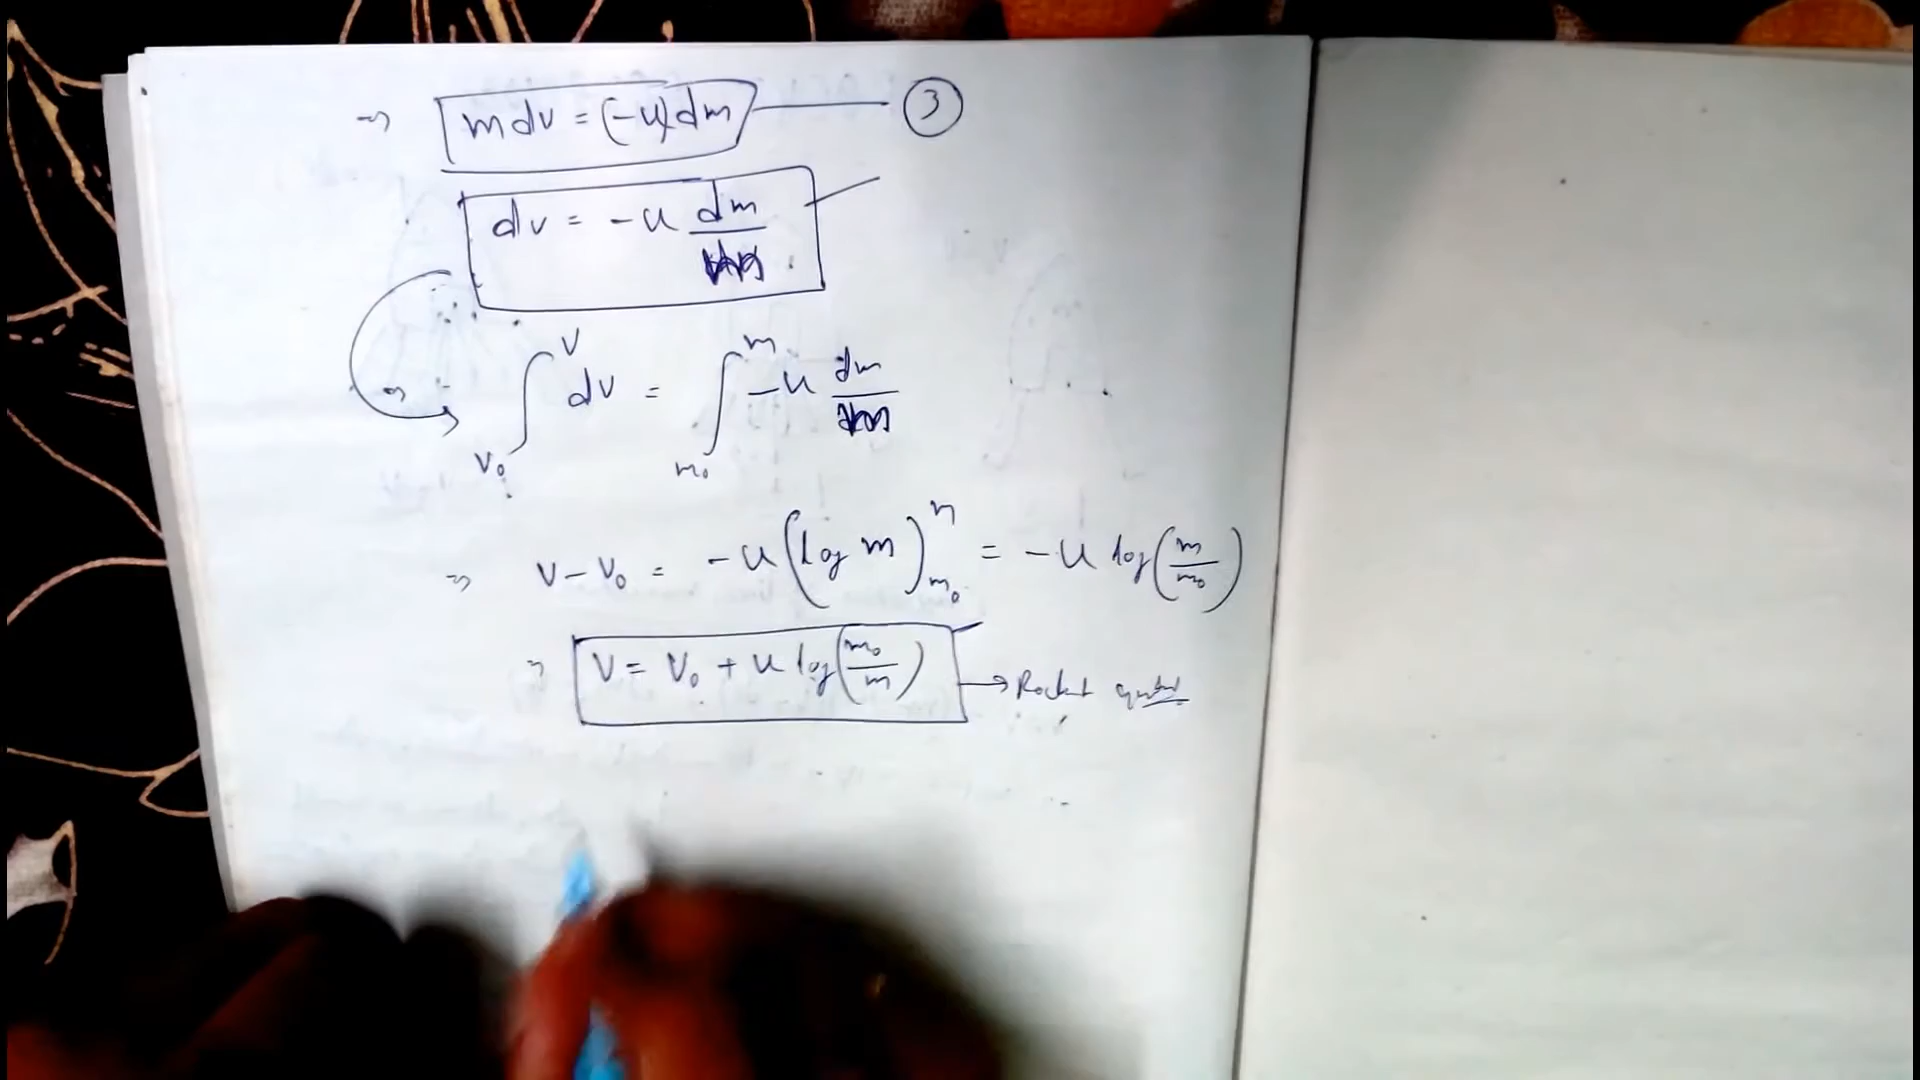 ⇒ m dv = (-u) dm — ③
dv = -u dm/m
∫_{v₀}^{v} dv = ∫_{m₀}^{m} -u dm/m
⇒ v - v₀ = -u (log m)_{m₀}^{m} = -u log(m/m₀)
⇒ v = v₀ + u log(m₀/m) → Rocket